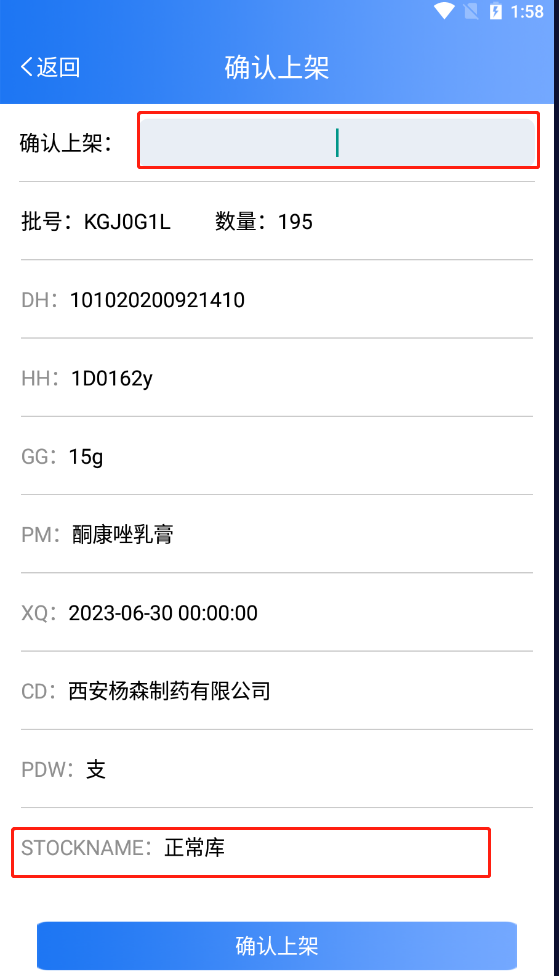 1:58
返回 确认上架
确认上架：
批号：KGJ0G1L 数量：195
DH：101020200921410
HH：1D0162y
GG：15g
PM：酮康唑乳膏
XQ：2023-06-30 00:00:00
CD：西安杨森制药有限公司
PDW：支
STOCKNAME：正常库
确认上架